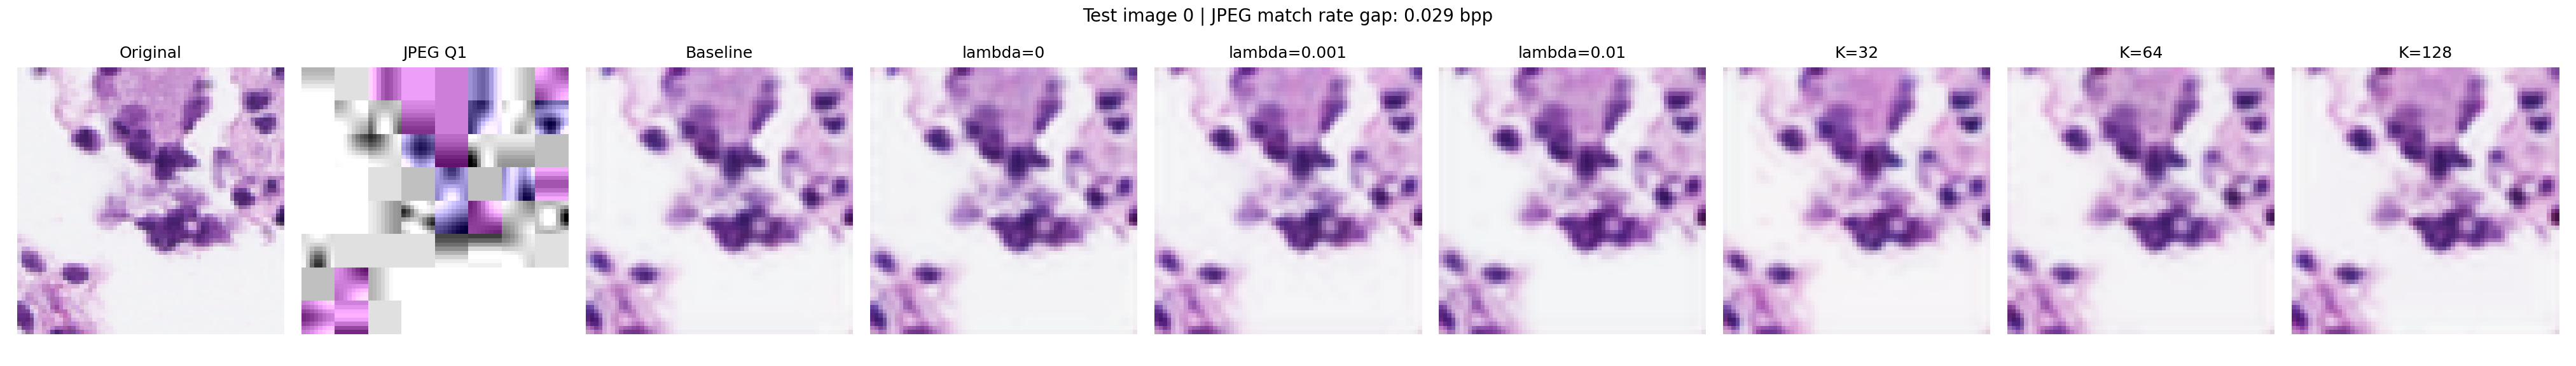 Test image 0 | JPEG match rate gap: 0.029 bpp
Original JPEG Q1 Baseline lambda=0 lambda=0.001 lambda=0.01 K=32 K=64 K=128